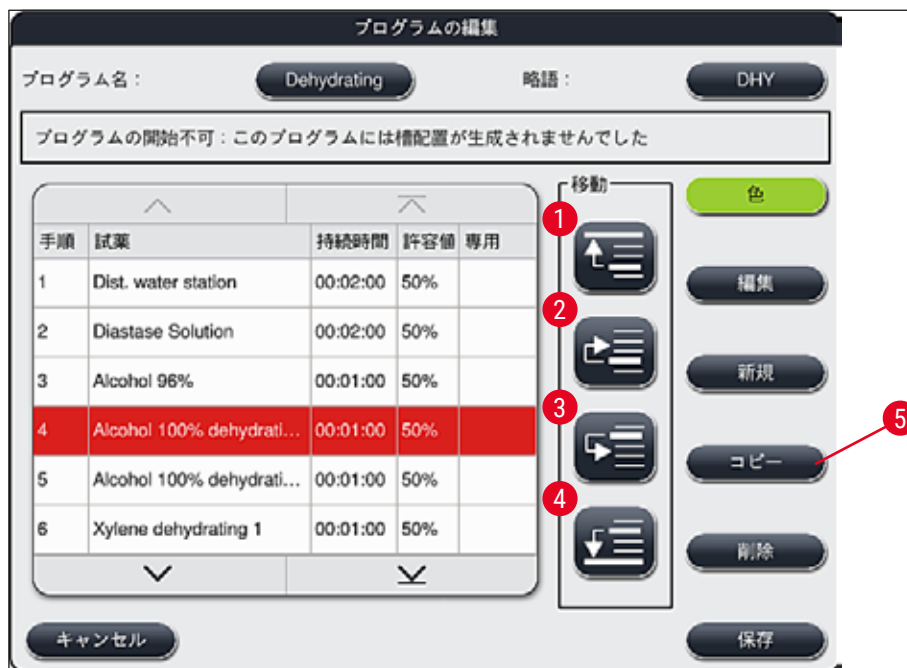 プログラムの編集
プログラム名： Dehydrating 略語： DHY
プログラムの開始不可：このプログラムには槽配置が生成されませんでした
移動
色
1
手順 試薬 持続時間 許容値 専用
1 Dist. water station 00:02:00 50%
編集
2
2 Diastase Solution 00:02:00 50%
3 Alcohol 96% 00:01:00 50%
新規
3
4 Alcohol 100% dehydrati... 00:01:00 50%
5
コピー
5 Alcohol 100% dehydrati... 00:01:00 50%
4
6 Xylene dehydrating 1 00:01:00 50%
削除
キャンセル 保存